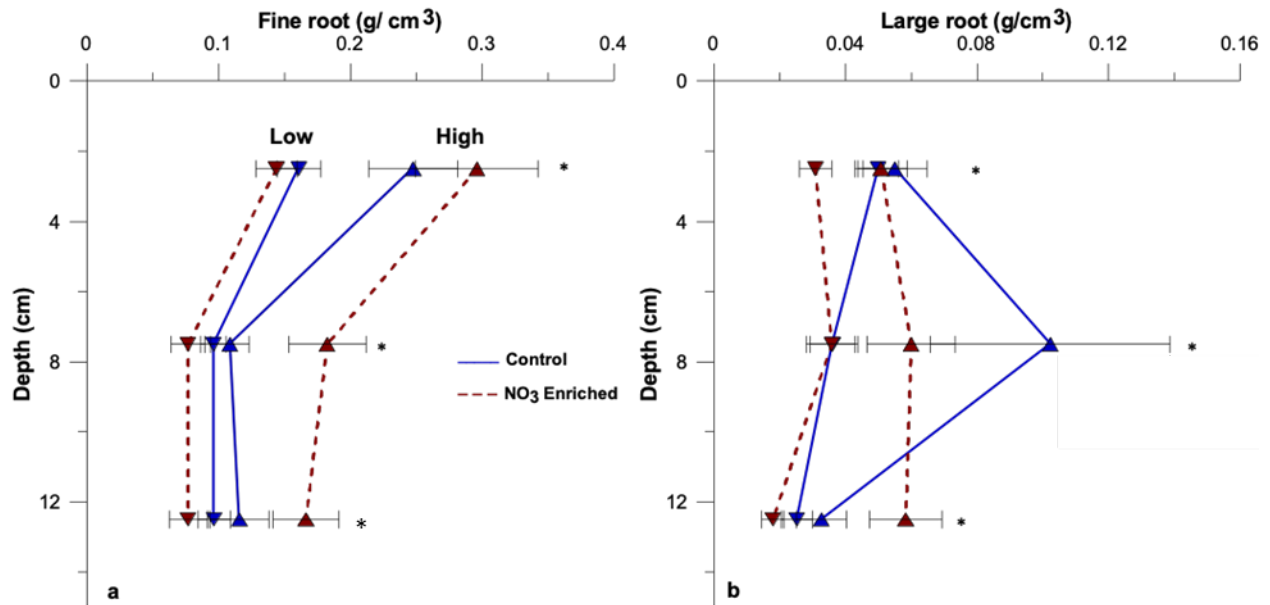 Fine root (g/ cm³)
0 0.1 0.2 0.3 0.4
0
4
8
12
Depth (cm)
Low High
*
*
*
Control
NO₃ Enriched
a
Large root (g/cm³)
0 0.04 0.08 0.12 0.16
0
4
8
12
Depth (cm)
*
*
*
b